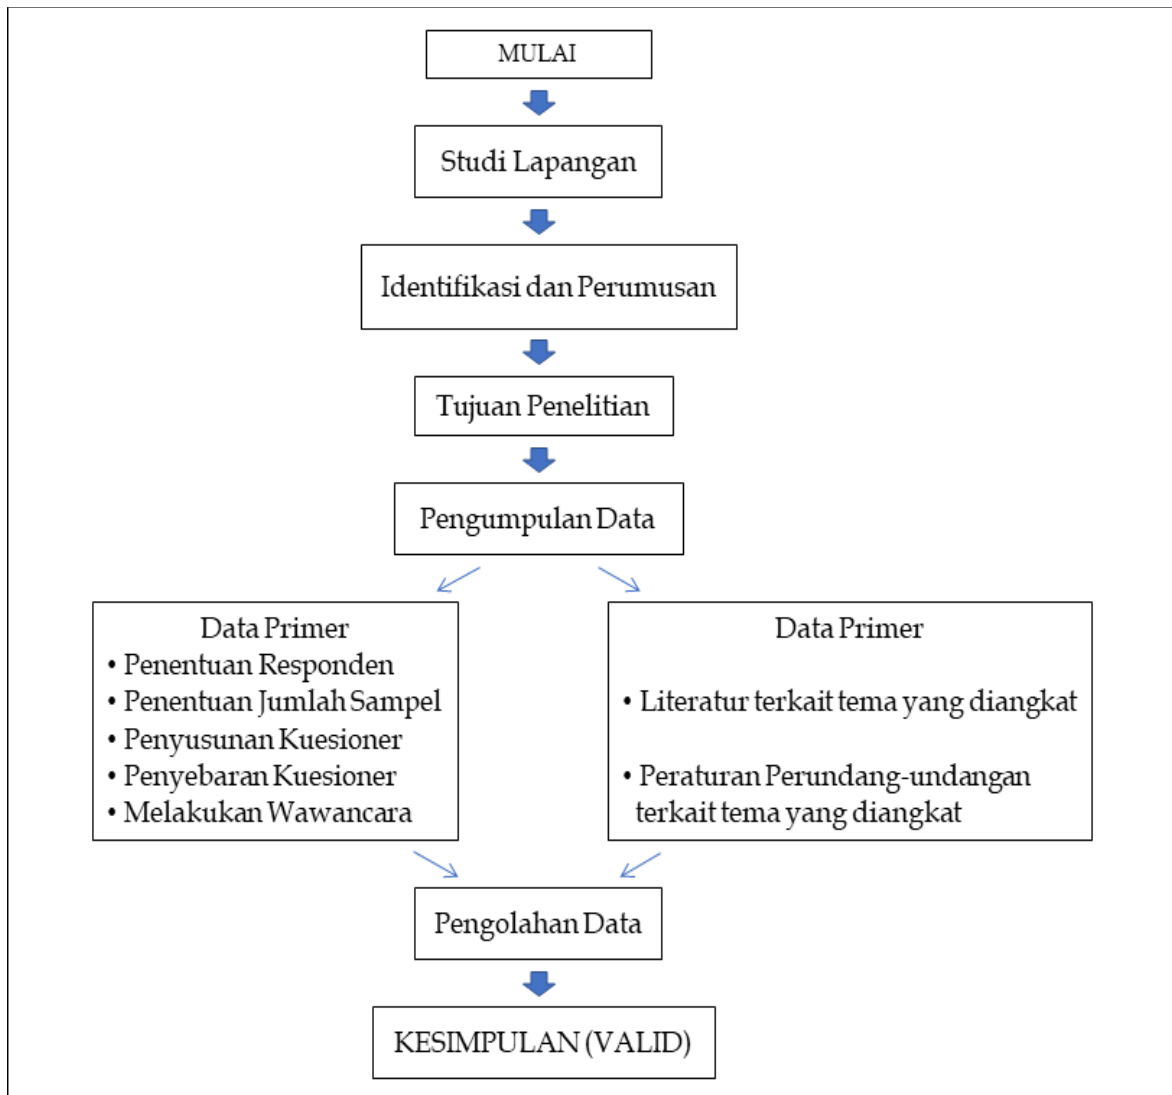 MULAI
Studi Lapangan
Identifikasi dan Perumusan
Tujuan Penelitian
Pengumpulan Data
Data Primer
• Penentuan Responden
• Penentuan Jumlah Sampel
• Penyusunan Kuesioner
• Penyebaran Kuesioner
• Melakukan Wawancara
Data Primer
• Literatur terkait tema yang diangkat
• Peraturan Perundang-undangan
terkait tema yang diangkat
Pengolahan Data
KESIMPULAN (VALID)